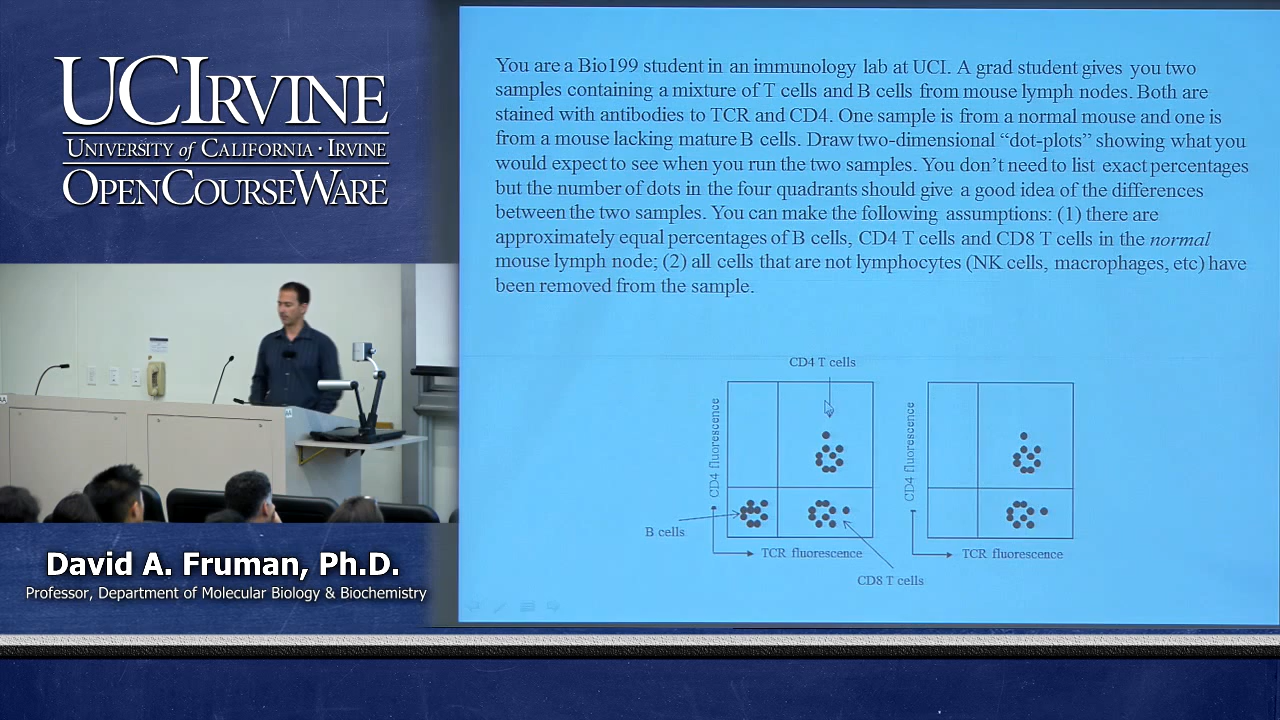 UCIRVINE
UNIVERSITY of CALIFORNIA · IRVINE
OPENCOURSEWARE
You are a Bio199 student in an immunology lab at UCI. A grad student gives you two
samples containing a mixture of T cells and B cells from mouse lymph nodes. Both are
stained with antibodies to TCR and CD4. One sample is from a normal mouse and one is
from a mouse lacking mature B cells. Draw two-dimensional “dot-plots” showing what you
would expect to see when you run the two samples. You don’t need to list exact percentages
but the number of dots in the four quadrants should give a good idea of the differences
between the two samples. You can make the following assumptions: (1) there are
approximately equal percentages of B cells, CD4 T cells and CD8 T cells in the normal
mouse lymph node; (2) all cells that are not lymphocytes (NK cells, macrophages, etc) have
been removed from the sample.
CD4 T cells
CD4 fluorescence
CD4 fluorescence
B cells
TCR fluorescence
TCR fluorescence
CD8 T cells
David A. Fruman, Ph.D.
Professor, Department of Molecular Biology & Biochemistry